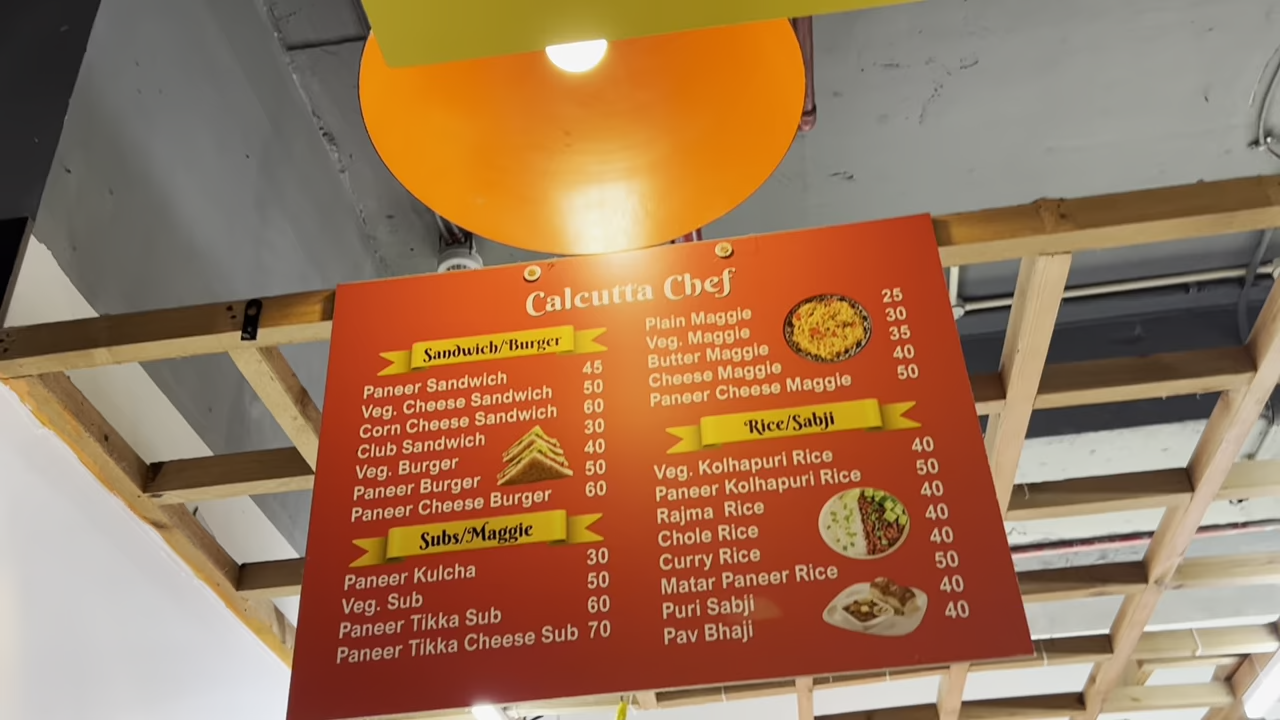 Calcutta Chef
Sandwich/Burger
Paneer Sandwich 45
Veg. Cheese Sandwich 50
Corn Cheese Sandwich 60
Club Sandwich 30
Veg. Burger 40
Paneer Burger 50
Paneer Cheese Burger 60
Subs/Maggie
Paneer Kulcha 30
Veg. Sub 50
Paneer Tikka Sub 60
Paneer Tikka Cheese Sub 70
Plain Maggie 25
Veg. Maggie 30
Butter Maggie 35
Cheese Maggie 40
Paneer Cheese Maggie 50
Rice/Sabji
Veg. Kolhapuri Rice 40
Paneer Kolhapuri Rice 50
Rajma Rice 40
Chole Rice 40
Curry Rice 40
Matar Paneer Rice 50
Puri Sabji 40
Pav Bhaji 40